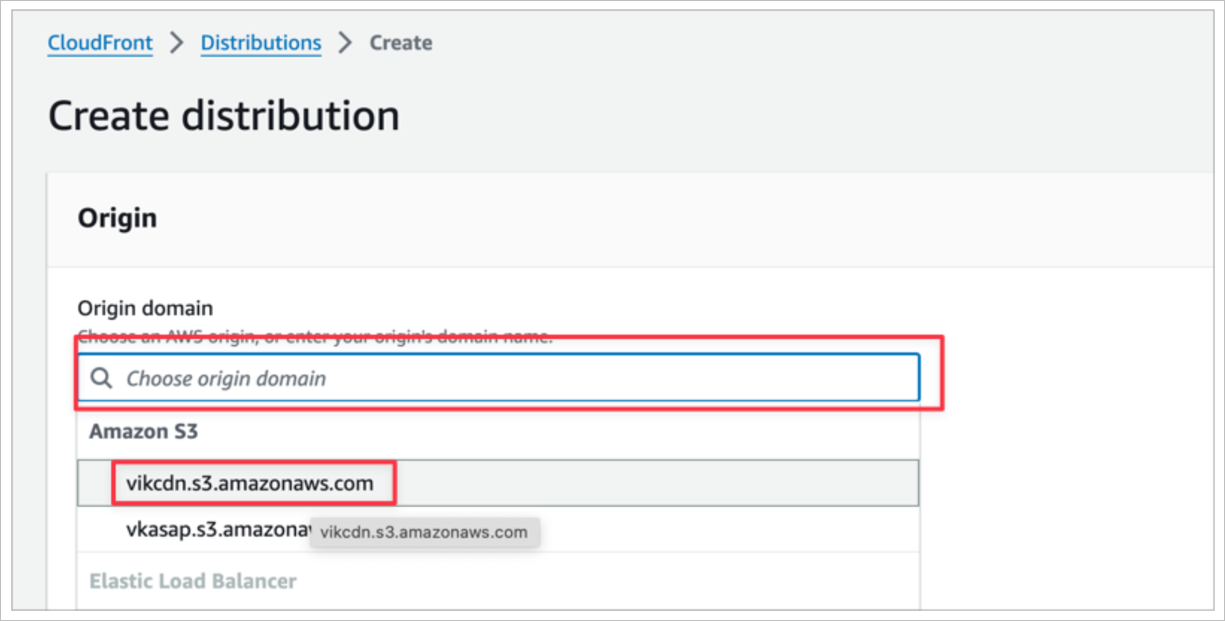 CloudFront > Distributions > Create
Create distribution
Origin
Origin domain
Choose an AWS origin, or enter your origin's domain name.
Choose origin domain
Amazon S3
vikcdn.s3.amazonaws.com
vkasap.s3.amazona
vikcdn.s3.amazonaws.com
Elastic Load Balancer